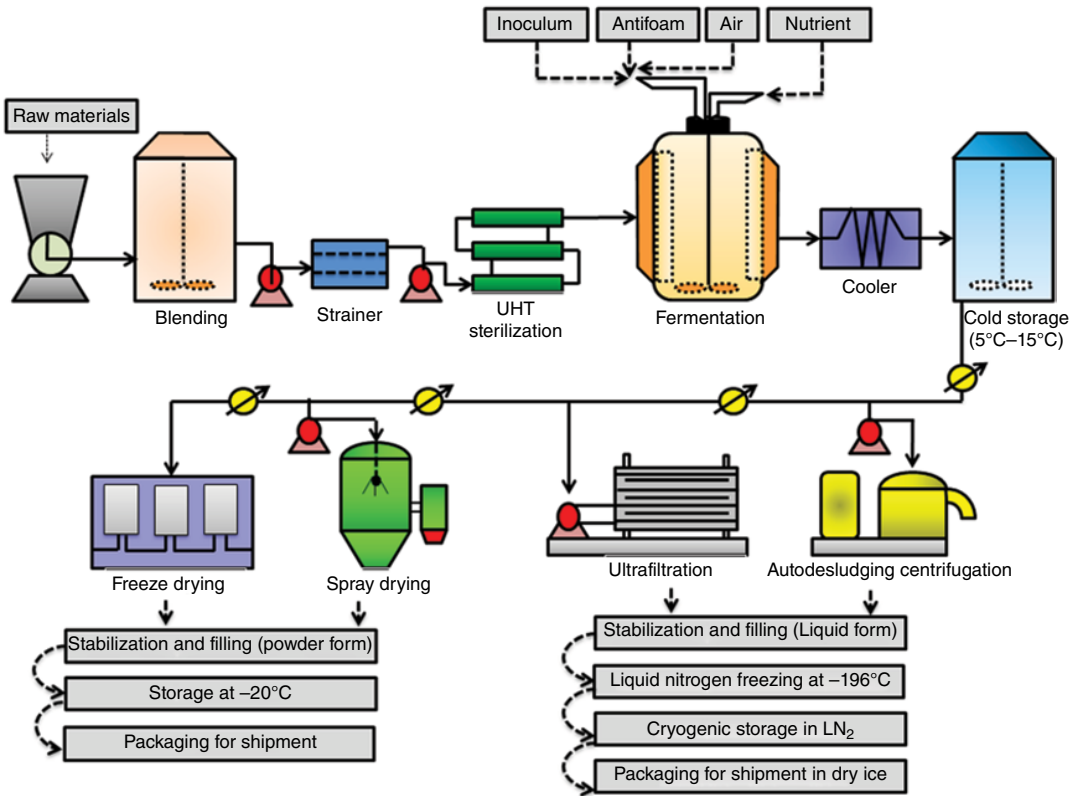 Inoculum
Antifoam
Air
Nutrient
Raw materials
Blending
Strainer
UHT
sterilization
Fermentation
Cooler
Cold storage
(5°C–15°C)
Freeze drying
Spray drying
Ultrafiltration
Autodesludging centrifugation
Stabilization and filling (powder form)
Storage at –20°C
Packaging for shipment
Stabilization and filling (Liquid form)
Liquid nitrogen freezing at –196°C
Cryogenic storage in LN₂
Packaging for shipment in dry ice